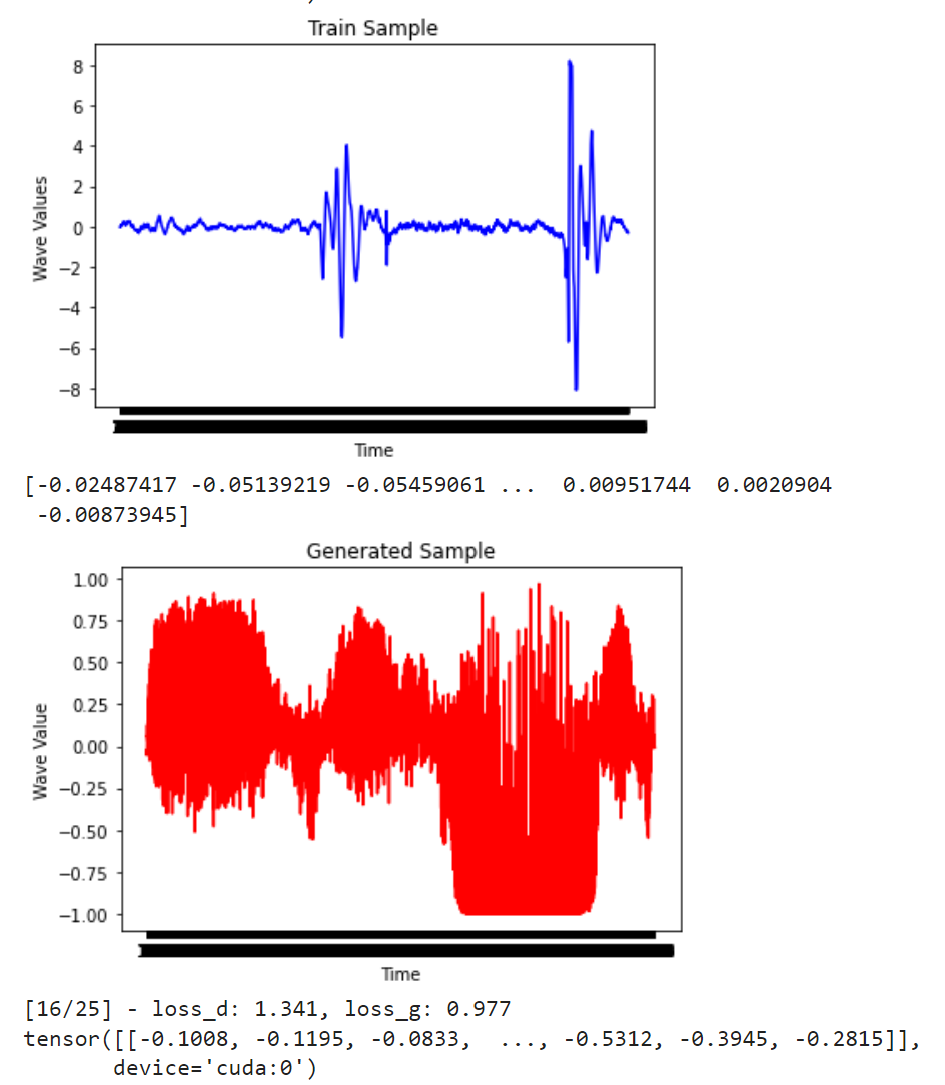 Train Sample
8
6
4
2
0
−2
−4
−6
−8
Wave Values
Time
[-0.02487417 -0.05139219 -0.05459061 ...  0.00951744  0.0020904
 -0.00873945]
Generated Sample
1.00
0.75
0.50
0.25
0.00
−0.25
−0.50
−0.75
−1.00
Wave Value
Time
[16/25] - loss_d: 1.341, loss_g: 0.977
tensor([[-0.1008, -0.1195, -0.0833,  ..., -0.5312, -0.3945, -0.2815]],
       device='cuda:0')